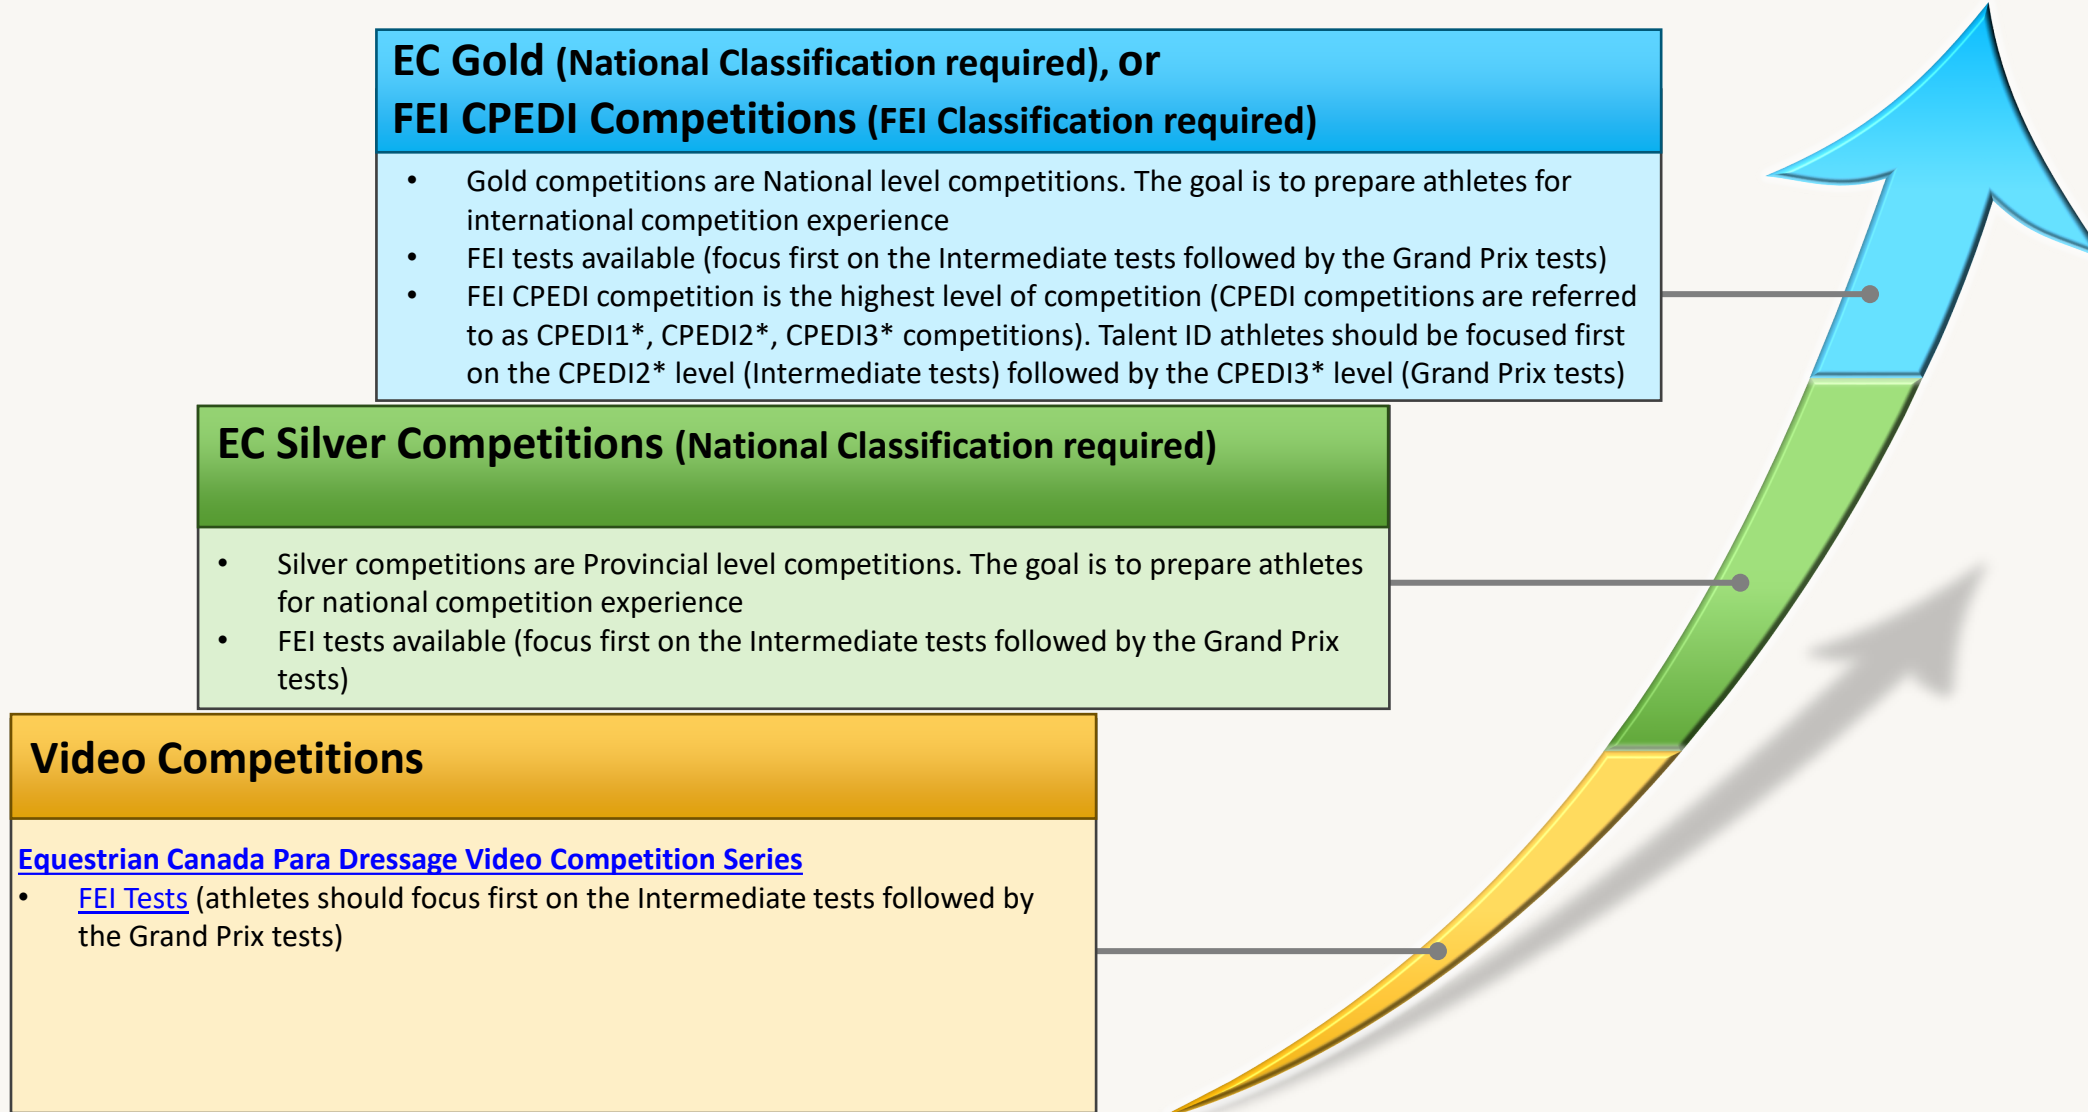 EC Gold (National Classification required), or
FEI CPEDI Competitions (FEI Classification required)
• Gold competitions are National level competitions. The goal is to prepare athletes for
international competition experience
• FEI tests available (focus first on the Intermediate tests followed by the Grand Prix tests)
• FEI CPEDI competition is the highest level of competition (CPEDI competitions are referred
to as CPEDI1*, CPEDI2*, CPEDI3* competitions). Talent ID athletes should be focused first
on the CPEDI2* level (Intermediate tests) followed by the CPEDI3* level (Grand Prix tests)
EC Silver Competitions (National Classification required)
• Silver competitions are Provincial level competitions. The goal is to prepare athletes
for national competition experience
• FEI tests available (focus first on the Intermediate tests followed by the Grand Prix
tests)
Video Competitions
Equestrian Canada Para Dressage Video Competition Series
• FEI Tests (athletes should focus first on the Intermediate tests followed by
the Grand Prix tests)